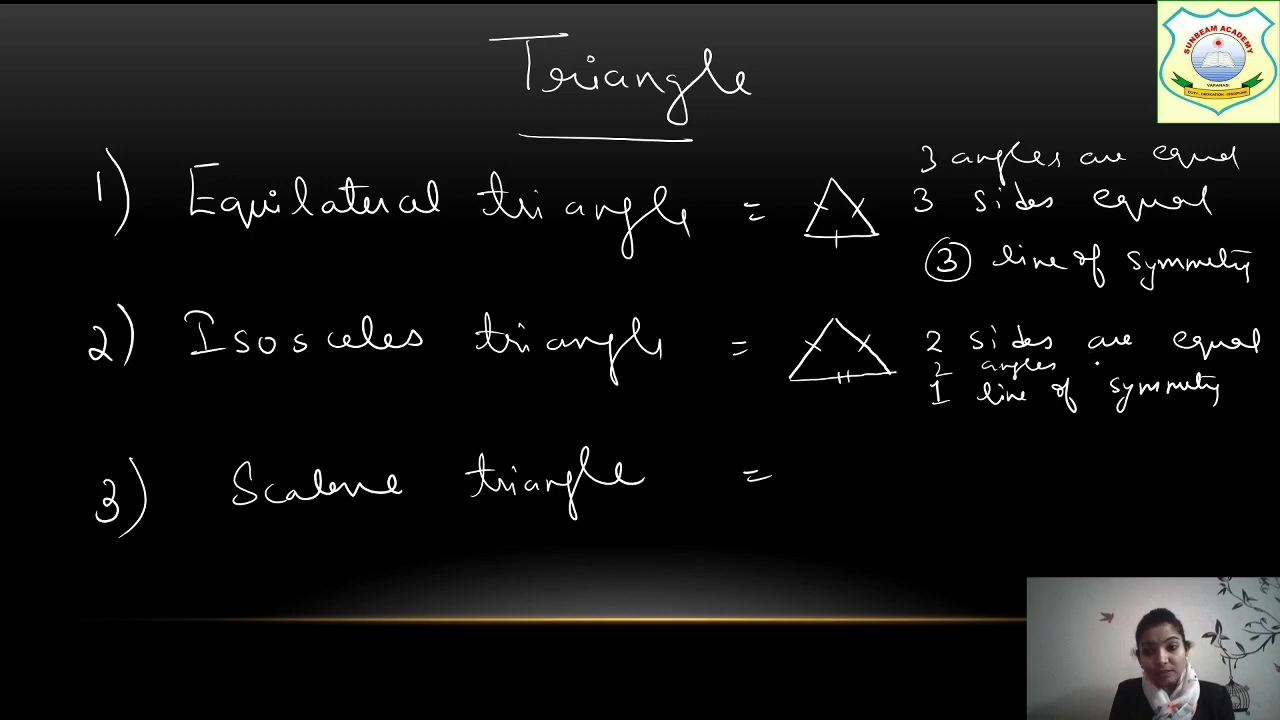 SUNBEAM ACADEMY
VARANASI
Triangle
1) Equilateral triangle =
3 angles are equal
3 sides equal
3 line of symmetry
2) Isosceles triangle =
2 sides are equal
2 angles
1 line of symmetry
3) Scalene triangle =